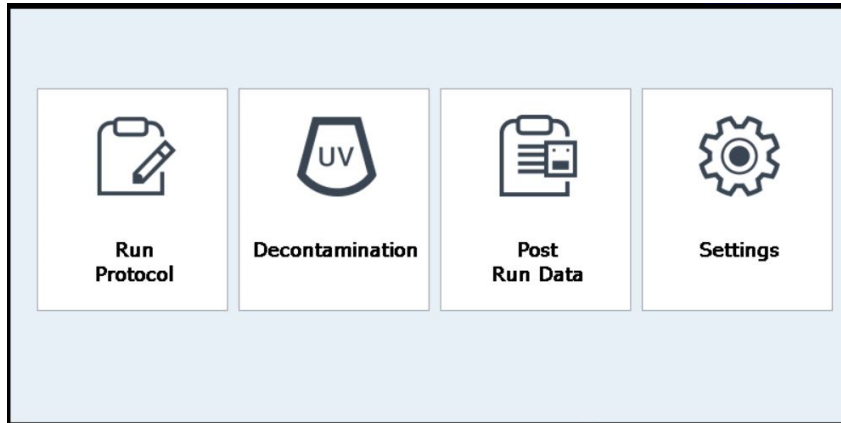 UV
Run
Protocol
Decontamination
Post
Run Data
Settings